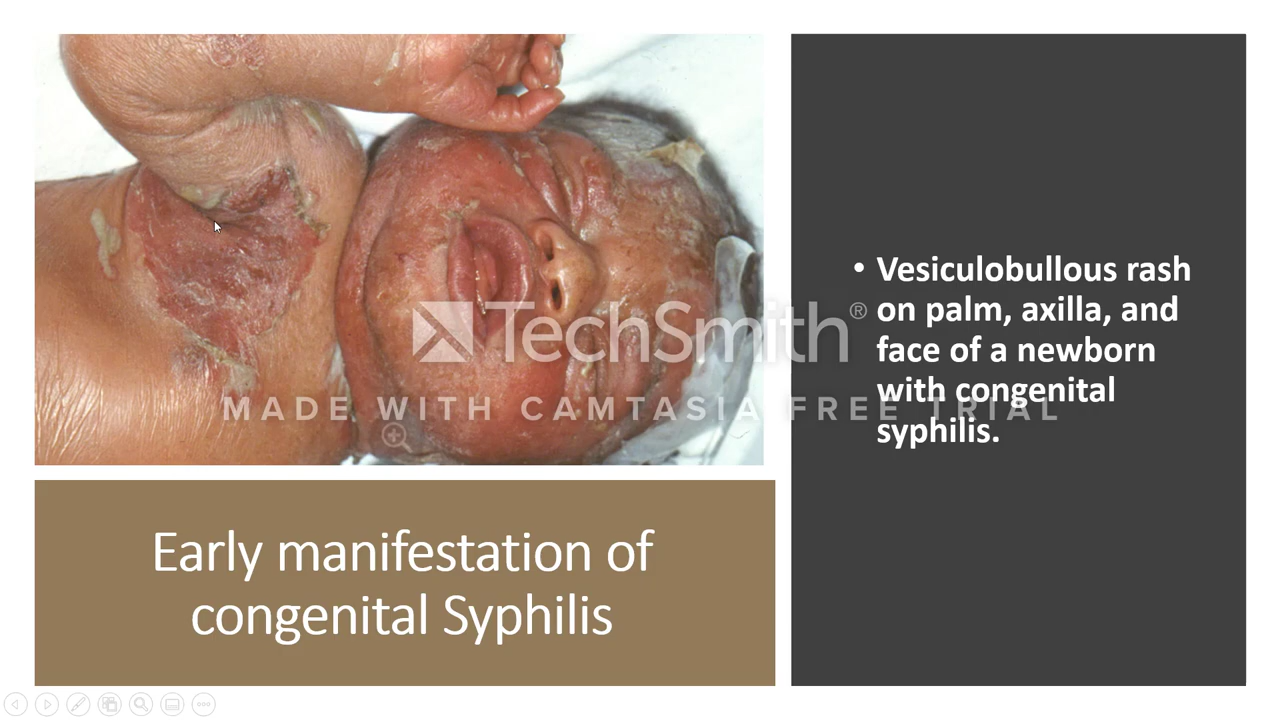 Early manifestation of
congenital Syphilis
• Vesiculobullous rash
on palm, axilla, and
face of a newborn
with congenital
syphilis.
TechSmith®
MADE WITH CAMTASIA FREE TRIAL